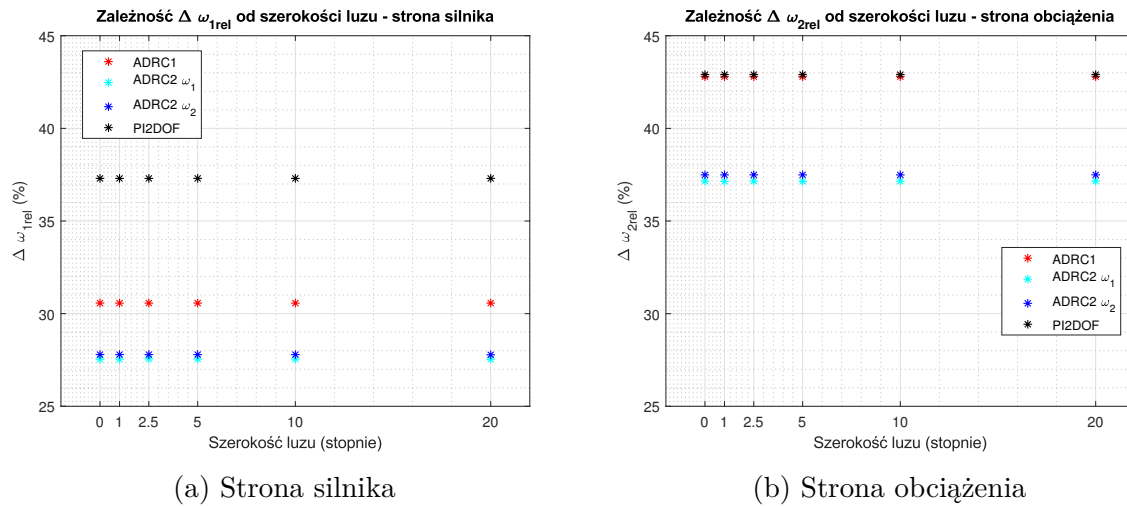 Zależność Δ ω1rel od szerokości luzu - strona silnika
45
40
35
30
25
Δ ω1rel (%)
ADRC1
ADRC2 ω1
ADRC2 ω2
PI2DOF
0 1 2.5 5 10 20
Szerokość luzu (stopnie)
(a) Strona silnika
Zależność Δ ω2rel od szerokości luzu - strona obciążenia
45
40
35
30
25
Δ ω2rel (%)
ADRC1
ADRC2 ω1
ADRC2 ω2
PI2DOF
0 1 2.5 5 10 20
Szerokość luzu (stopnie)
(b) Strona obciążenia